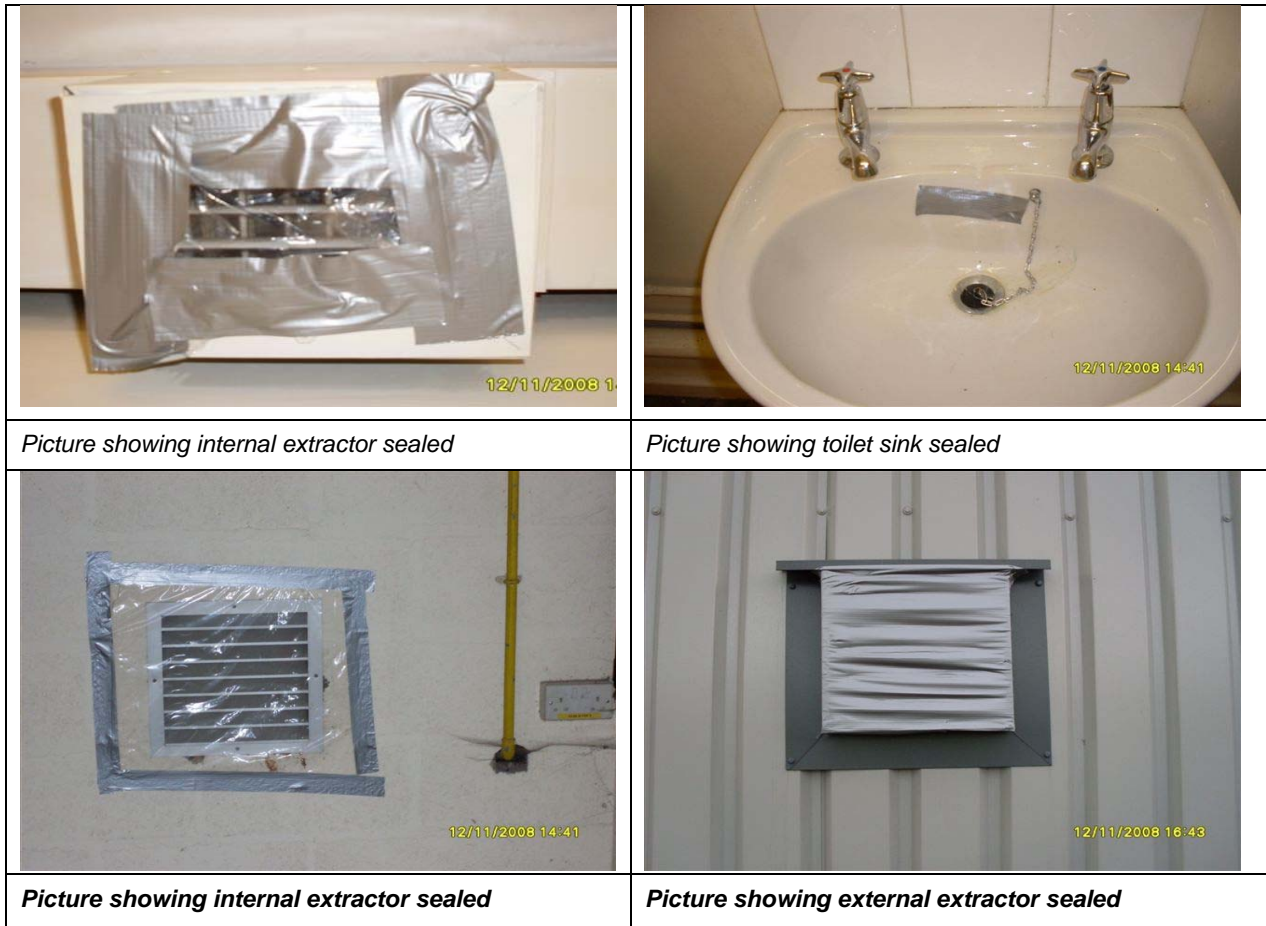 12/11/2008 1
12/11/2008 14:41
Picture showing internal extractor sealed
Picture showing toilet sink sealed
12/11/2008 14:41
12/11/2008 16:43
Picture showing internal extractor sealed
Picture showing external extractor sealed